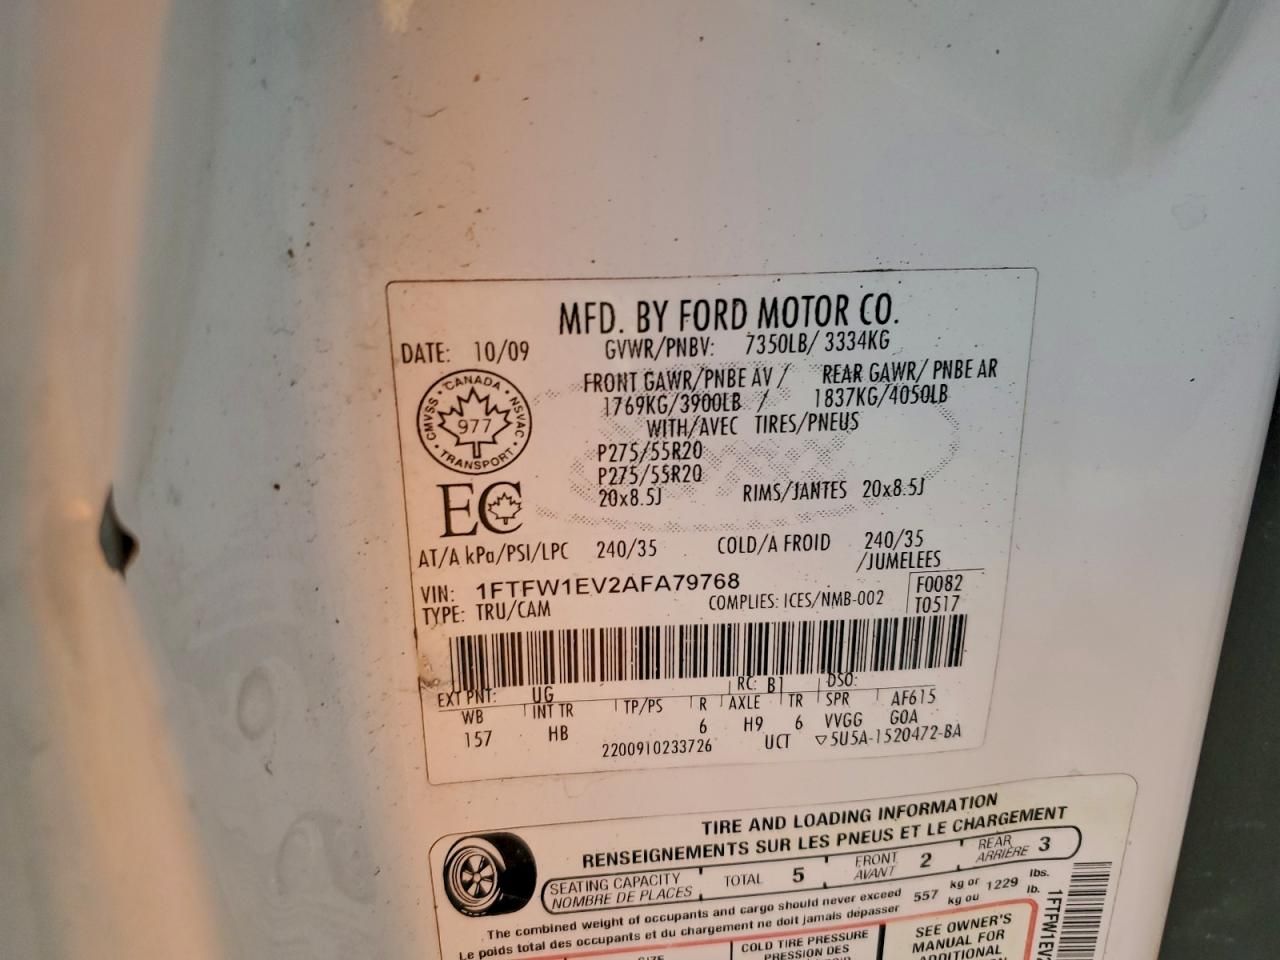 MFD. BY FORD MOTOR CO.
DATE: 10/09 GVWR/PNBV: 7350LB/ 3334KG
FRONT GAWR/PNBE AV / REAR GAWR/ PNBE AR
1769KG/3900LB / 1837KG/4050LB
WITH/AVEC TIRES/PNEUS
P275/55R20
P275/55R20
20x8.5J RIMS/JANTES 20x8.5J
CANADA
CMVSS 977 NSVAC
TRANSPORT
EC
AT/A kPa/PSI/LPC 240/35 COLD/A FROID 240/35
/JUMELEES
VIN: 1FTFW1EV2AFA79768 F0082
TYPE: TRU/CAM COMPLIES: ICES/NMB-002 T0517
EXT PNT: UG RC: B1 DSO:
WB INT TR TP/PS R AXLE TR SPR AF615
157 HB 6 H9 6 VVGG G0A
2200910233726 UCT ▽5U5A-1520472-BA
TIRE AND LOADING INFORMATION
RENSEIGNEMENTS SUR LES PNEUS ET LE CHARGEMENT
SEATING CAPACITY
NOMBRE DE PLACES TOTAL 5 FRONT AVANT 2 REAR ARRIÈRE 3
The combined weight of occupants and cargo should never exceed 557 kg or 1229 lbs.
Le poids total des occupants et du chargement ne doit jamais dépasser kg ou lb.
COLD TIRE PRESSURE
PRESSION DES
SEE OWNER'S
MANUAL FOR
ADDITIONAL
1FTFW1EV